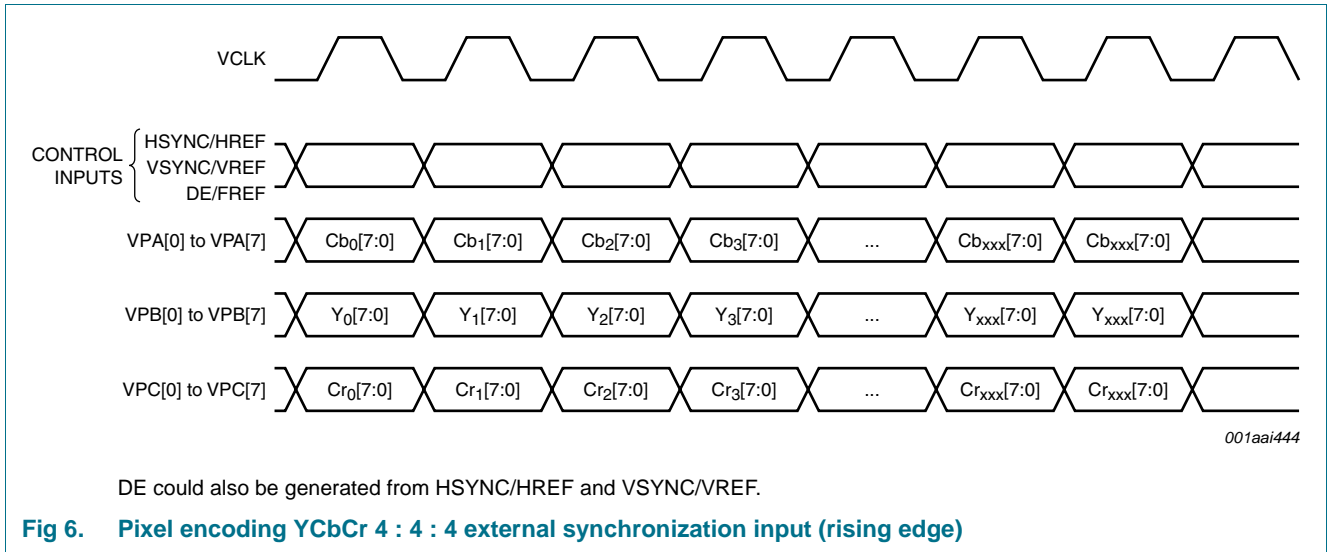 VCLK
CONTROL INPUTS
HSYNC/HREF
VSYNC/VREF
DE/FREF
VPA[0] to VPA[7] Cb0[7:0] Cb1[7:0] Cb2[7:0] Cb3[7:0] ... Cbxxx[7:0] Cbxxx[7:0]
VPB[0] to VPB[7] Y0[7:0] Y1[7:0] Y2[7:0] Y3[7:0] ... Yxxx[7:0] Yxxx[7:0]
VPC[0] to VPC[7] Cr0[7:0] Cr1[7:0] Cr2[7:0] Cr3[7:0] ... Crxxx[7:0] Crxxx[7:0]
001aai444
DE could also be generated from HSYNC/HREF and VSYNC/VREF.
Fig 6. Pixel encoding YCbCr 4 : 4 : 4 external synchronization input (rising edge)